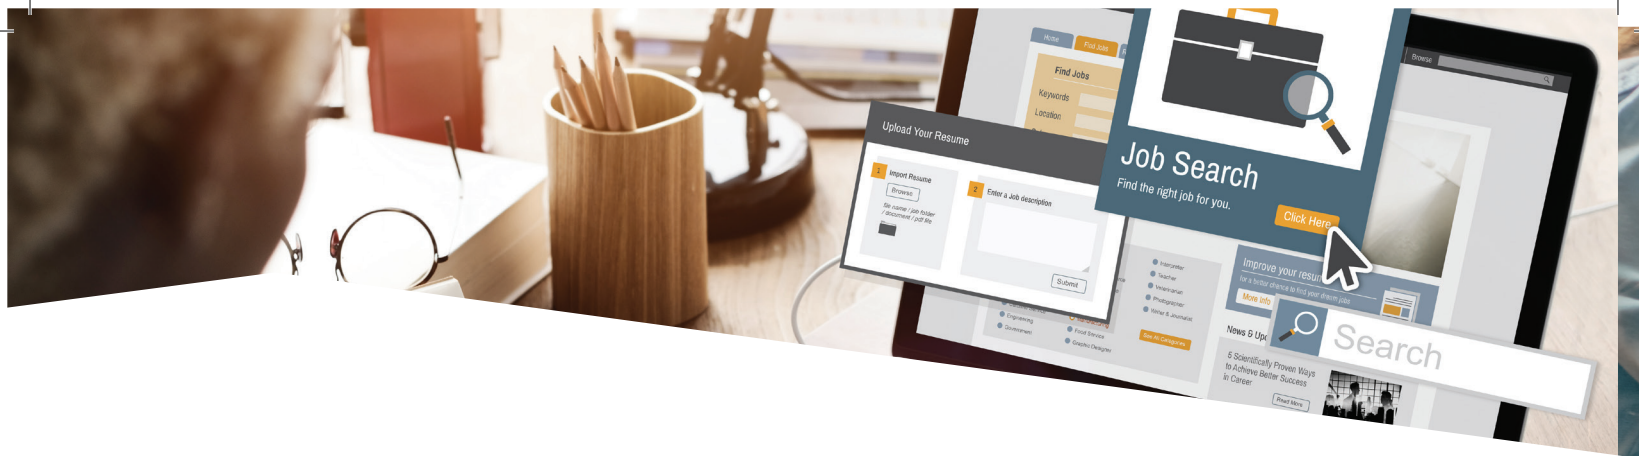 Home
Find Jobs
Browse
Find Jobs
Keywords
Location
Upload Your Resume
1 Import Resume
Browse
file name / job folder
/ document / pdf file
2 Enter a Job description
Submit
Job Search
Find the right job for you.
Click Here
Interpreter
Teacher
Veterinarian
Photographer
Writer & Journalist
See All Categories
Engineering
Government
Food Service
Graphic Designer
Improve your resu
for a better chance to find your dream jobs
More Info
Search
News & Up
5 Scientifically Proven Ways
to Achieve Better Success
in Career
Read More